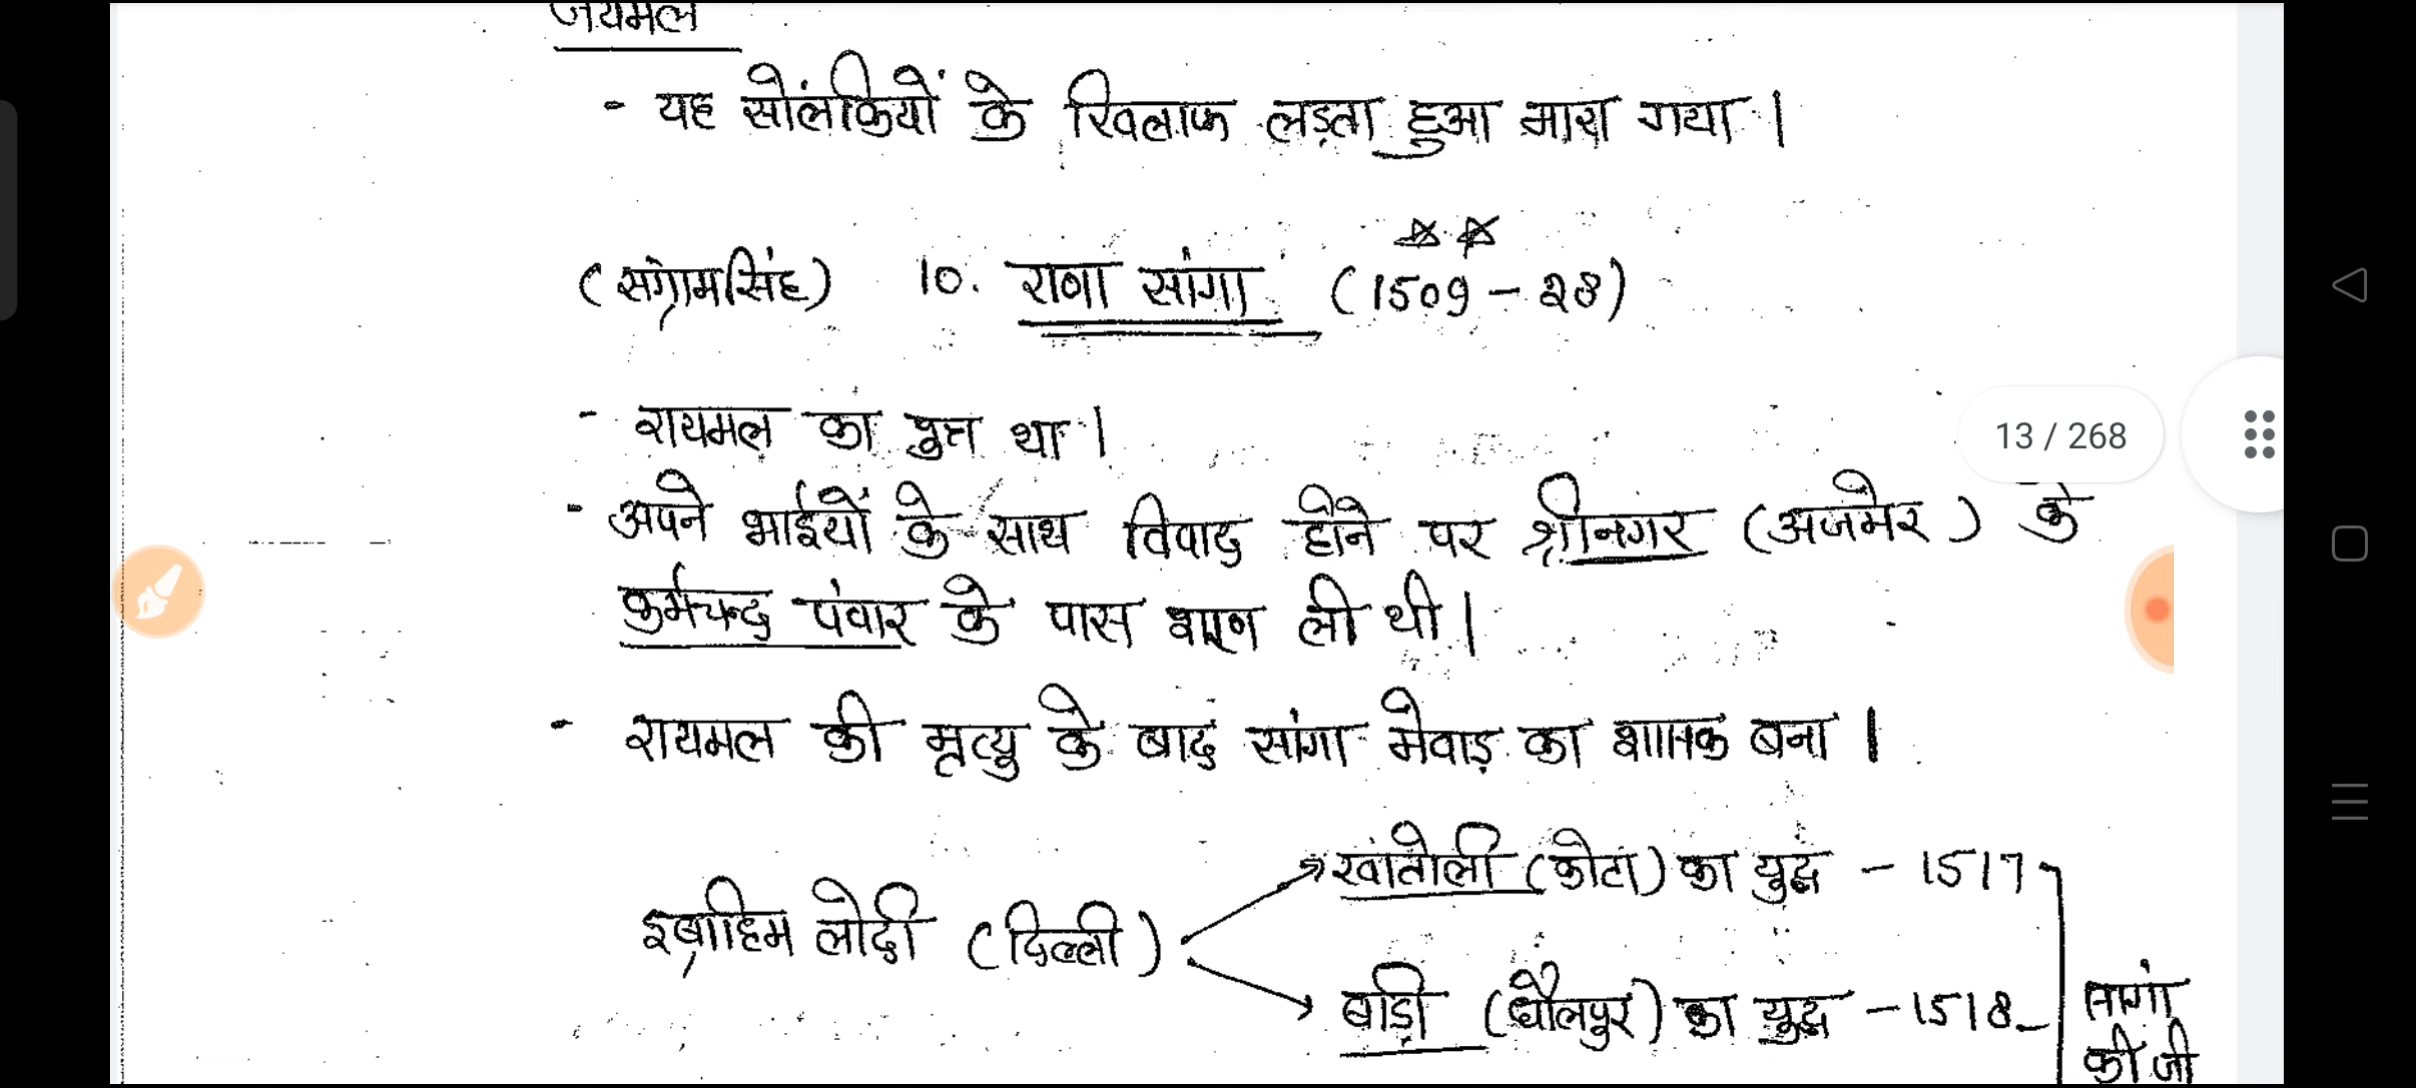 जयमल
- यह सोलंकियों के खिलाफ लड़ता हुआ मारा गया।
(संग्रामसिंह) 10. राणा सांगा (1509 - 28)
- रायमल का पुत्र था।
13 / 268
- अपने भाईयों के साथ विवाद होने पर श्रीनगर (अजमेर) के
कर्मचन्द पंवार के पास शरण ली थी।
- रायमल की मृत्यु के बाद सांगा मेवाड़ का शासक बना।
खातोली (कोटा) का युद्ध - 1517
इब्राहिम लोदी (दिल्ली)
बाड़ी (धौलपुर) का युद्ध - 1518
सांगा
की जी